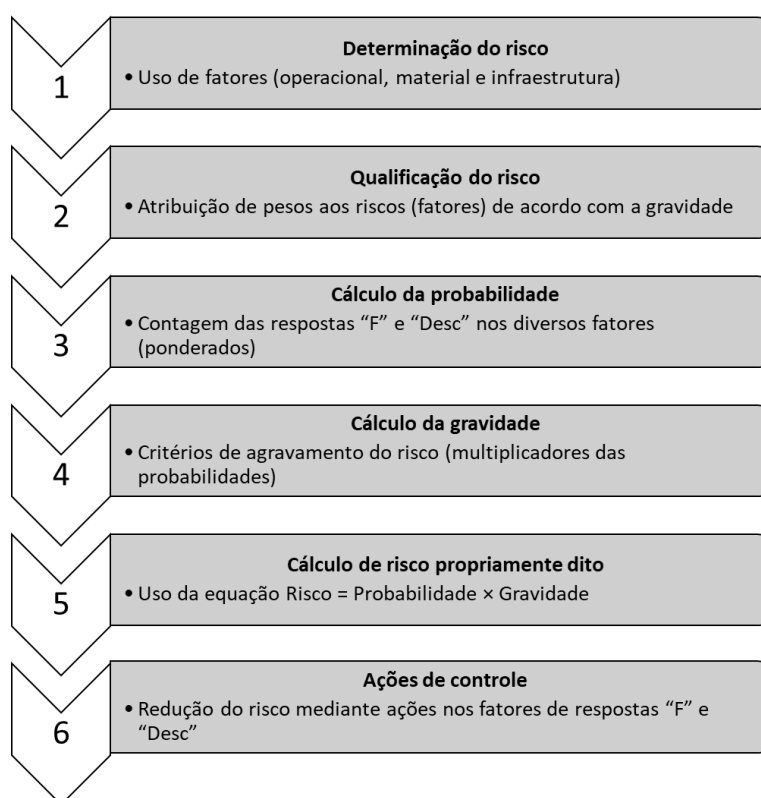 1
Determinação do risco
• Uso de fatores (operacional, material e infraestrutura)
2
Qualificação do risco
• Atribuição de pesos aos riscos (fatores) de acordo com a gravidade
3
Cálculo da probabilidade
• Contagem das respostas “F” e “Desc” nos diversos fatores
(ponderados)
4
Cálculo da gravidade
• Critérios de agravamento do risco (multiplicadores das
probabilidades)
5
Cálculo de risco propriamente dito
• Uso da equação Risco = Probabilidade × Gravidade
6
Ações de controle
• Redução do risco mediante ações nos fatores de respostas “F” e
“Desc”